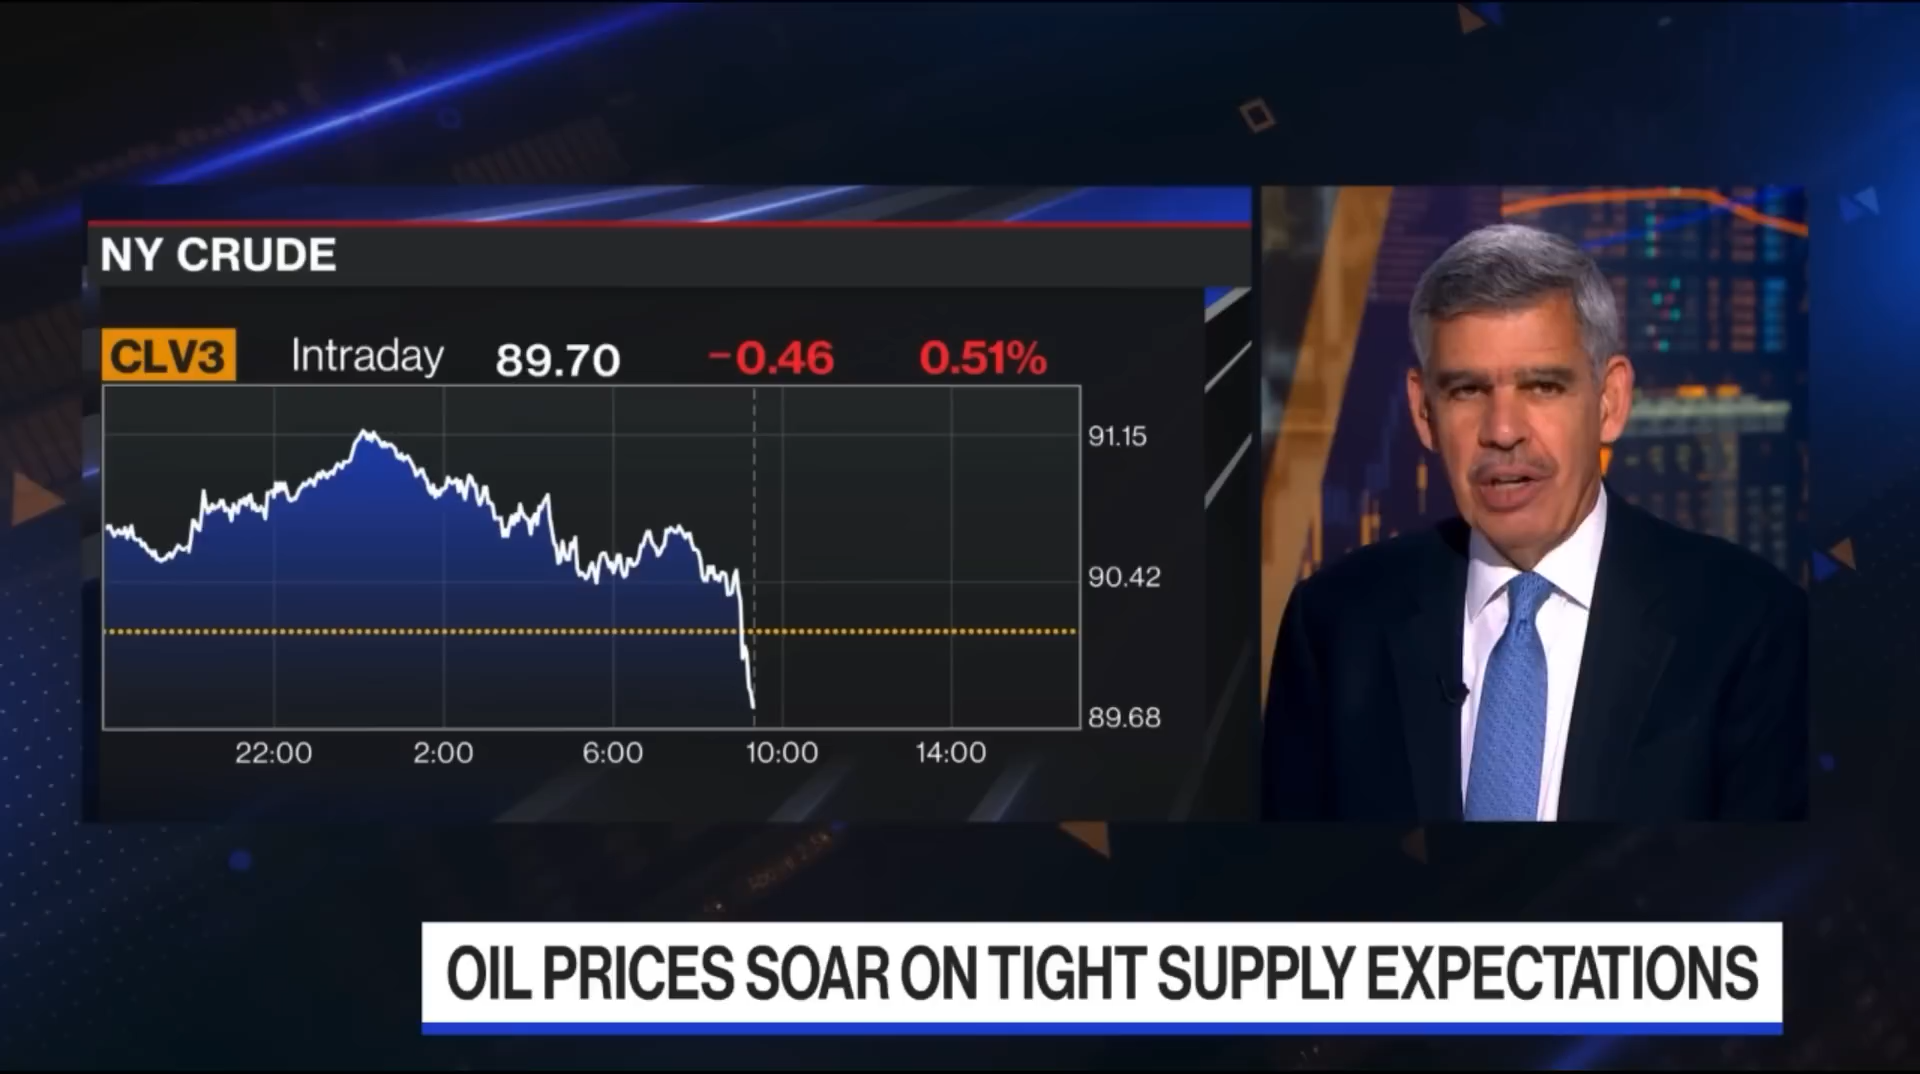 NY CRUDE
CLV3 Intraday 89.70 −0.46 0.51%
91.15
90.42
89.68
22:00 2:00 6:00 10:00 14:00
OIL PRICES SOAR ON TIGHT SUPPLY EXPECTATIONS